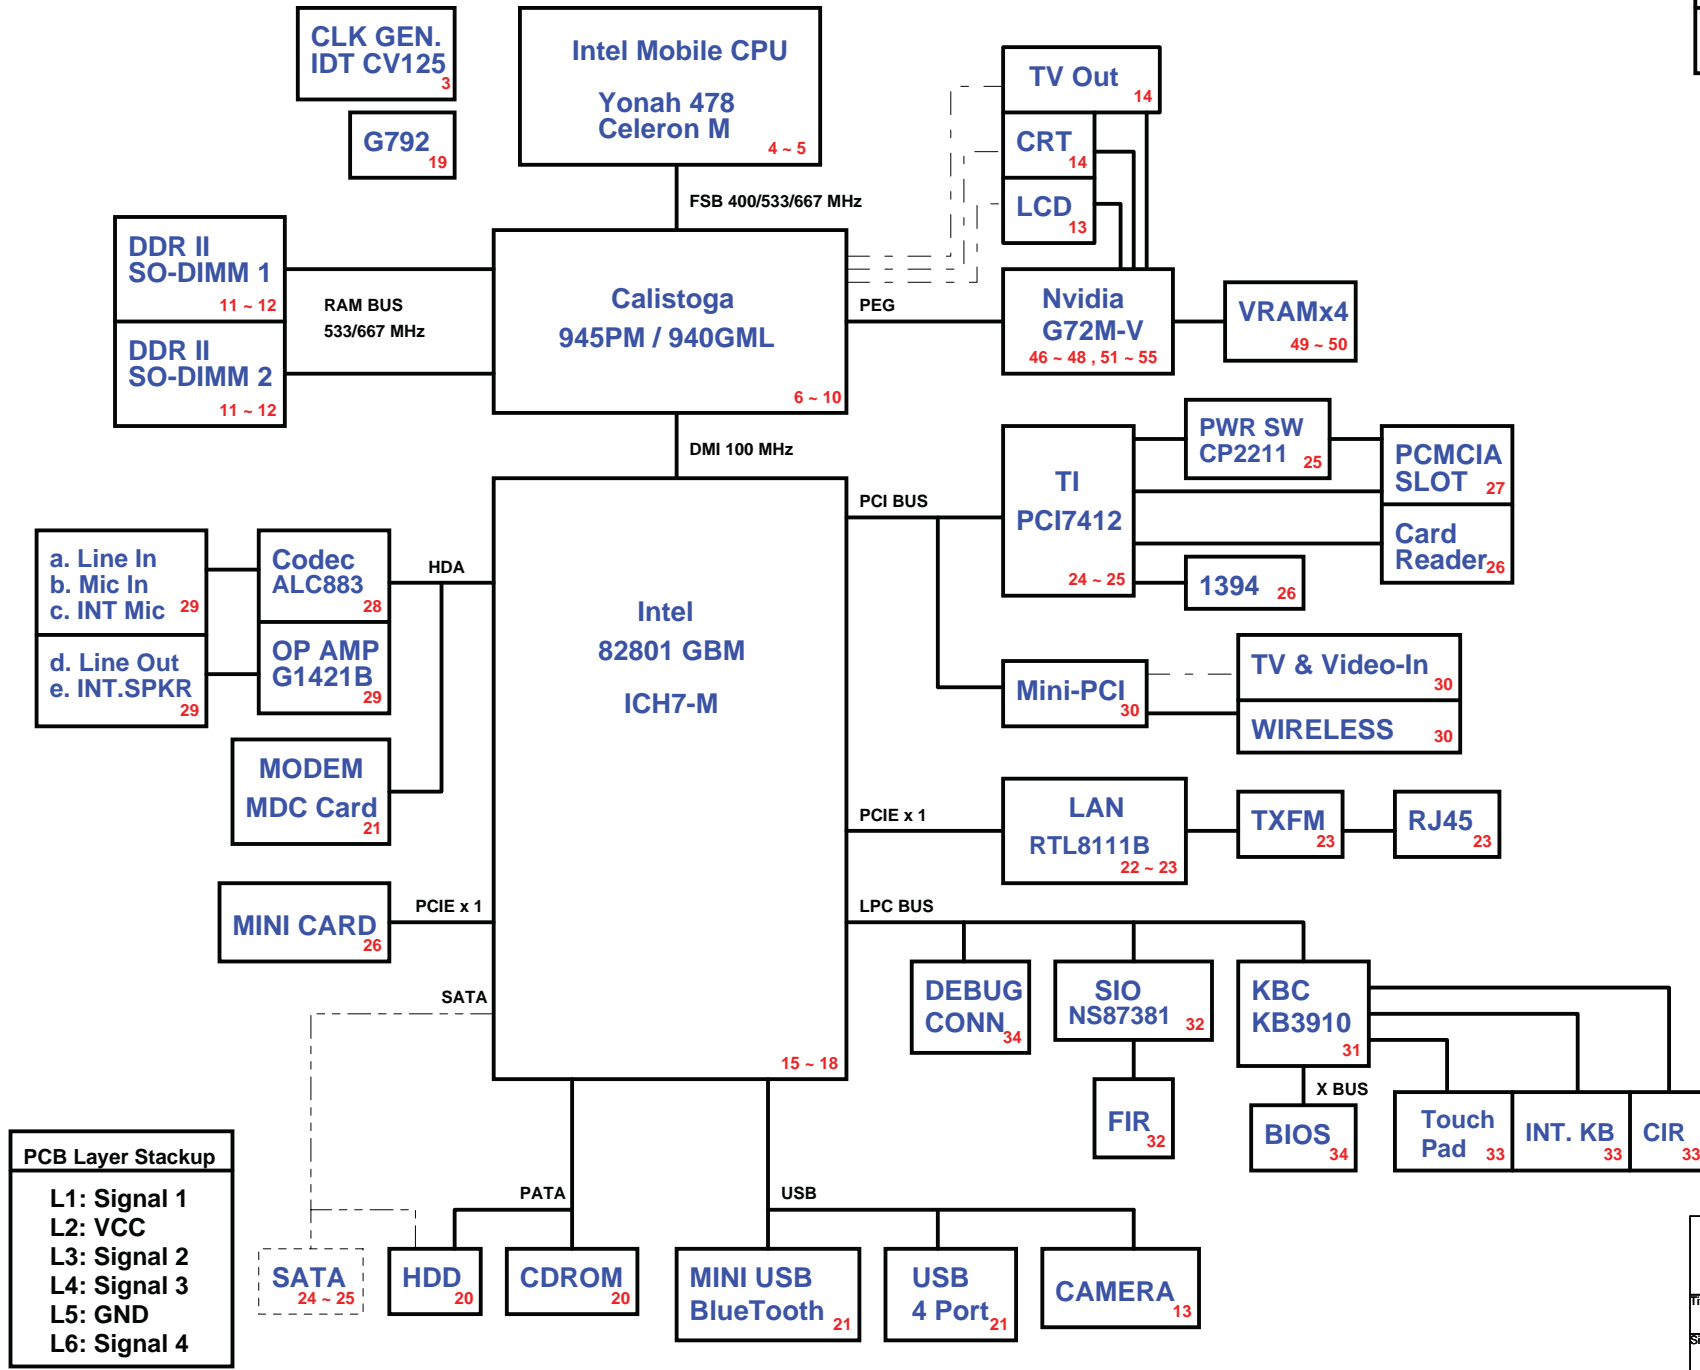 CLK GEN.
IDT CV125
3
G792
19
Intel Mobile CPU
Yonah 478
Celeron M
4 ~ 5
FSB 400/533/667 MHz
TV Out
14
CRT
14
LCD
13
DDR II
SO-DIMM 1
11 ~ 12
DDR II
SO-DIMM 2
11 ~ 12
RAM BUS
533/667 MHz
Calistoga
945PM / 940GML
6 ~ 10
PEG
Nvidia
G72M-V
46 ~ 48 , 51 ~ 55
VRAMx4
49 ~ 50
DMI 100 MHz
PCI BUS
TI
PCI7412
24 ~ 25
PWR SW
CP2211
25
PCMCIA
SLOT
27
Card
Reader
26
1394
26
a. Line In
b. Mic In
c. INT Mic
29
d. Line Out
e. INT.SPKR
29
Codec
ALC883
28
OP AMP
G1421B
29
HDA
MODEM
MDC Card
21
Intel
82801 GBM
ICH7-M
15 ~ 18
Mini-PCI
30
TV & Video-In
30
WIRELESS
30
PCIE x 1
LAN
RTL8111B
22 ~ 23
TXFM
23
RJ45
23
MINI CARD
26
PCIE x 1
LPC BUS
SATA
DEBUG
CONN
34
SIO
NS87381
32
KBC
KB3910
31
FIR
32
X BUS
BIOS
34
Touch
Pad
33
INT. KB
33
CIR
33
PCB Layer Stackup
L1: Signal 1
L2: VCC
L3: Signal 2
L4: Signal 3
L5: GND
L6: Signal 4
PATA
USB
SATA
24 ~ 25
HDD
20
CDROM
20
MINI USB
BlueTooth
21
USB
4 Port
21
CAMERA
13